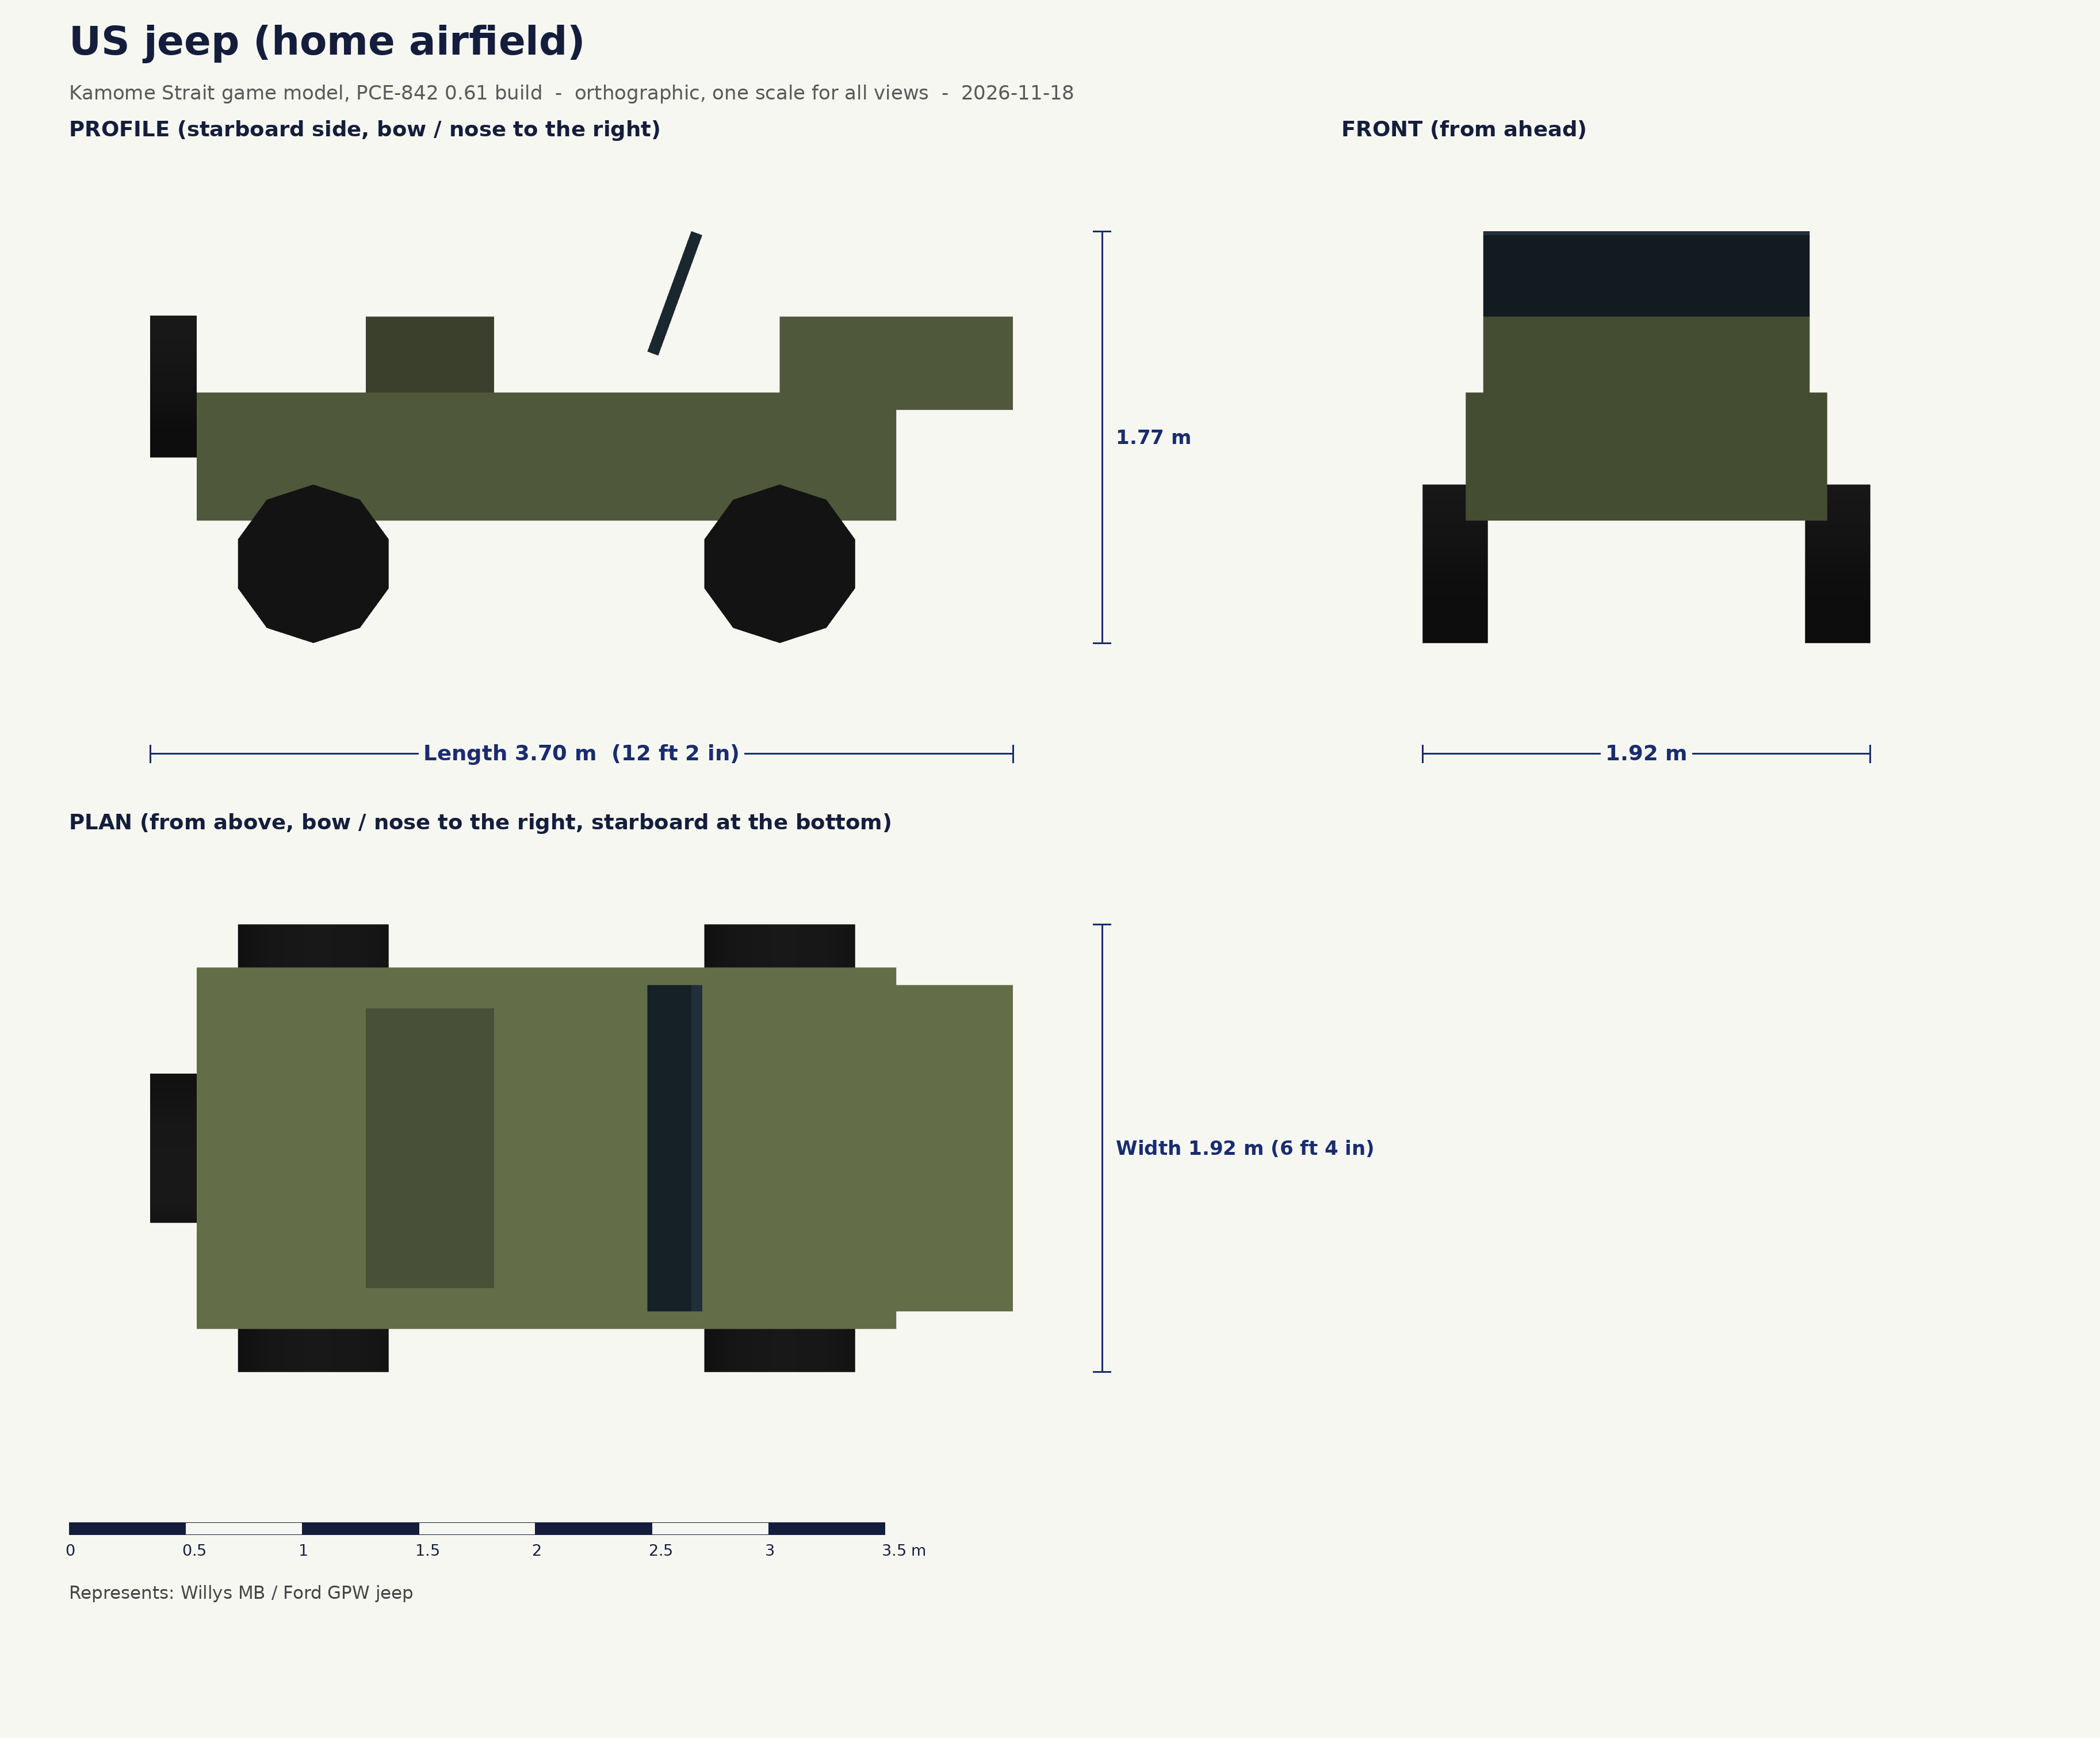 US jeep (home airfield)
Kamome Strait game model, PCE-842 0.61 build  -  orthographic, one scale for all views  -  2026-11-18
PROFILE (starboard side, bow / nose to the right)
FRONT (from ahead)
1.77 m
Length 3.70 m  (12 ft 2 in)
1.92 m
PLAN (from above, bow / nose to the right, starboard at the bottom)
Width 1.92 m (6 ft 4 in)
0 0.5 1 1.5 2 2.5 3 3.5 m
Represents: Willys MB / Ford GPW jeep